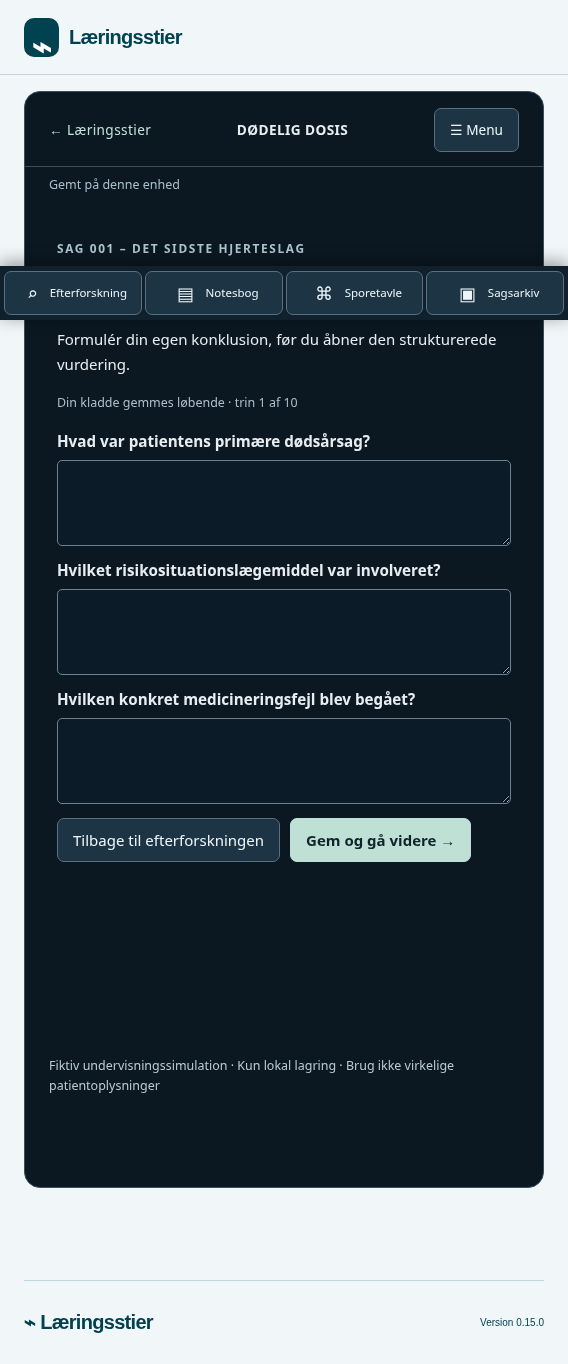 Læringsstier
← Læringsstier
DØDELIG DOSIS
☰ Menu
Gemt på denne enhed
SAG 001 – DET SIDSTE HJERTESLAG
Efterforskning
Notesbog
Sporetavle
Sagsarkiv
Formulér din egen konklusion, før du åbner den strukturerede
vurdering.
Din kladde gemmes løbende · trin 1 af 10
Hvad var patientens primære dødsårsag?
Hvilket risikosituationslægemiddel var involveret?
Hvilken konkret medicineringsfejl blev begået?
Tilbage til efterforskningen
Gem og gå videre →
Fiktiv undervisningssimulation · Kun lokal lagring · Brug ikke virkelige
patientoplysninger
Læringsstier
Version 0.15.0